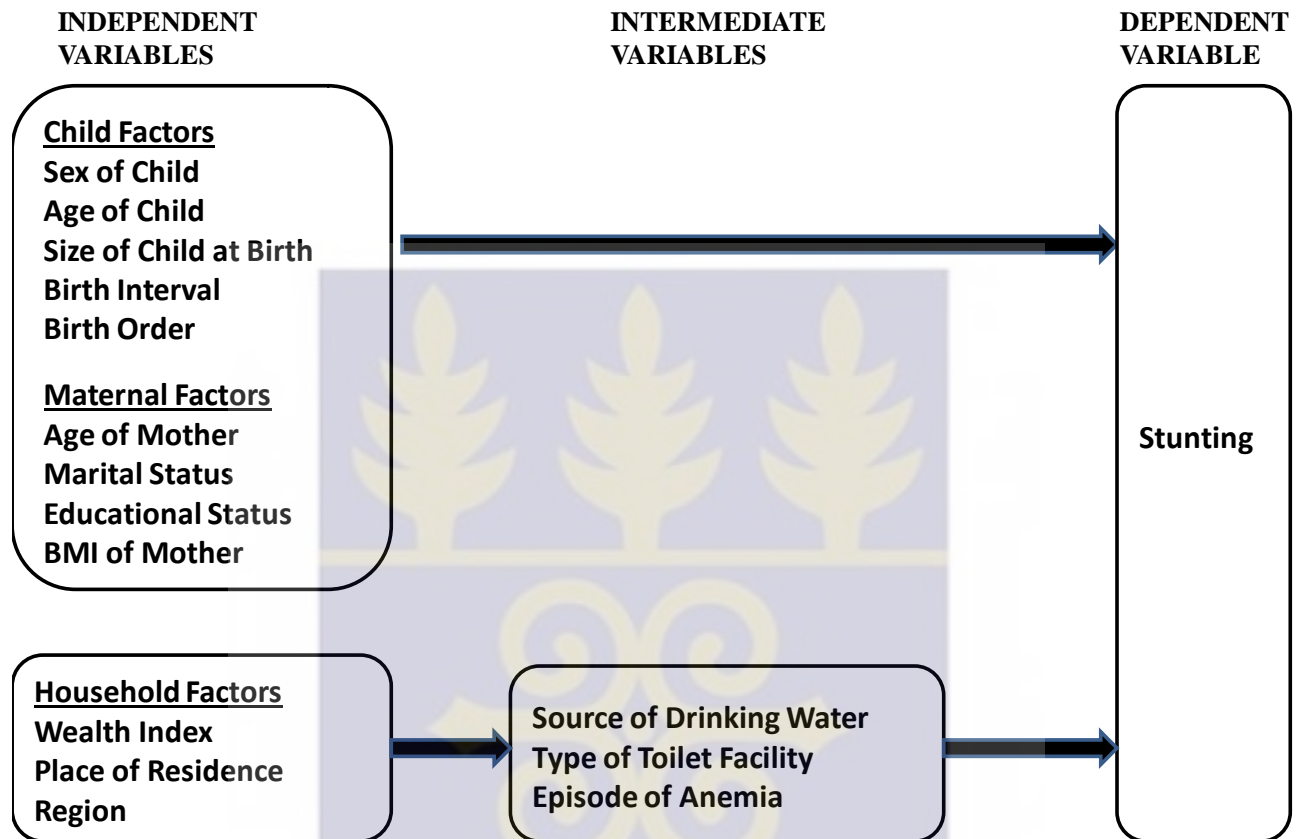 INDEPENDENT
VARIABLES
INTERMEDIATE
VARIABLES
DEPENDENT
VARIABLE
Child Factors
Sex of Child
Age of Child
Size of Child at Birth
Birth Interval
Birth Order
Maternal Factors
Age of Mother
Marital Status
Educational Status
BMI of Mother
Stunting
Household Factors
Wealth Index
Place of Residence
Region
Source of Drinking Water
Type of Toilet Facility
Episode of Anemia